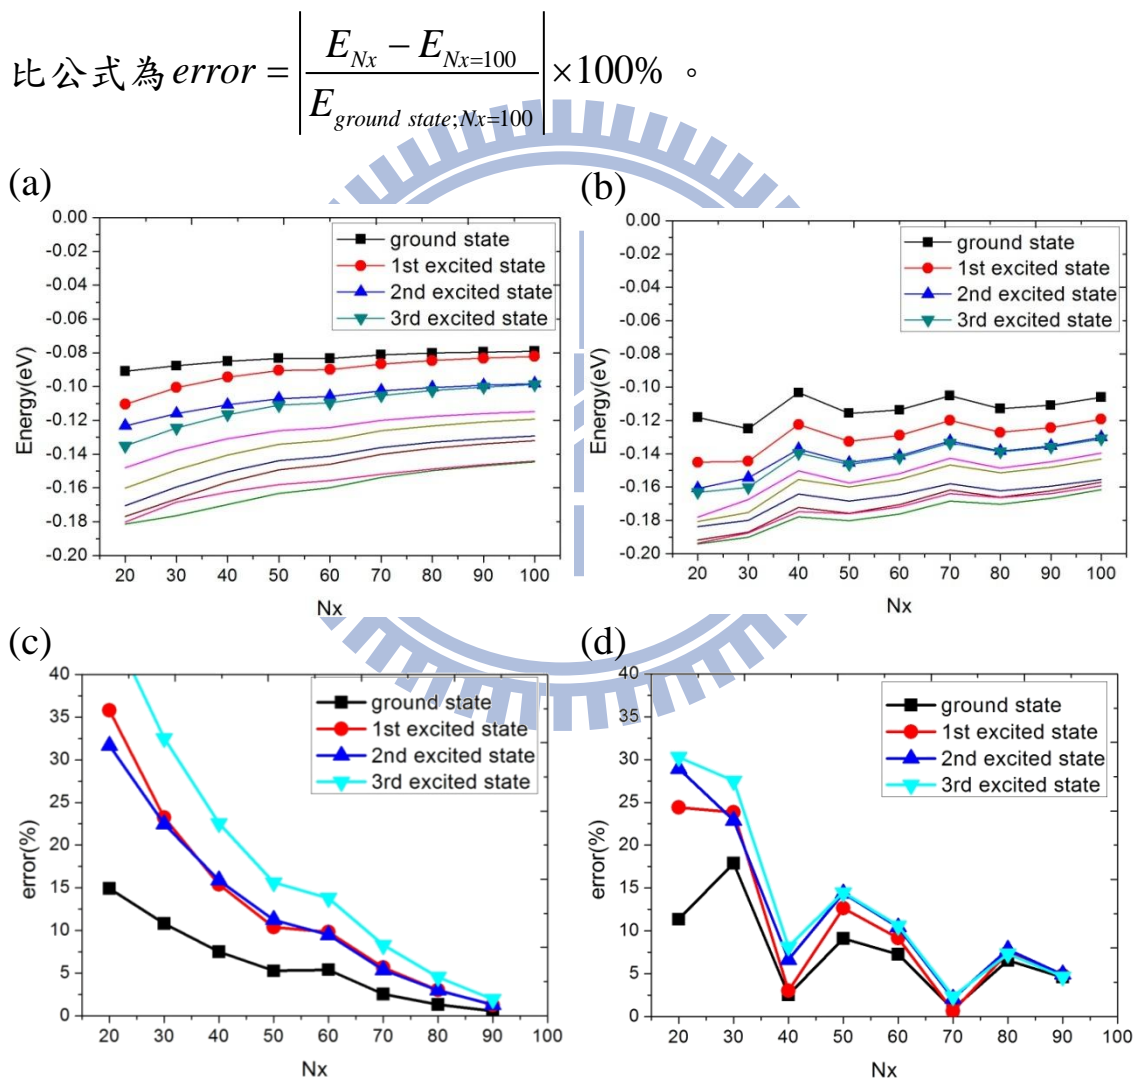 比公式為 error = | (E_{Nx} − E_{Nx=100}) / E_{ground state;Nx=100} | ×100% 。
(a)
0.00
-0.02
-0.04
-0.06
-0.08
-0.10
-0.12
-0.14
-0.16
-0.18
-0.20
Energy(eV)
ground state
1st excited state
2nd excited state
3rd excited state
20 30 40 50 60 70 80 90 100
Nx
(b)
0.00
-0.02
-0.04
-0.06
-0.08
-0.10
-0.12
-0.14
-0.16
-0.18
-0.20
Energy(eV)
ground state
1st excited state
2nd excited state
3rd excited state
20 30 40 50 60 70 80 90 100
Nx
(c)
40
35
30
25
20
15
10
5
0
error(%)
ground state
1st excited state
2nd excited state
3rd excited state
20 30 40 50 60 70 80 90 100
Nx
(d)
40
35
30
25
20
15
10
5
0
error(%)
ground state
1st excited state
2nd excited state
3rd excited state
20 30 40 50 60 70 80 90 100
Nx